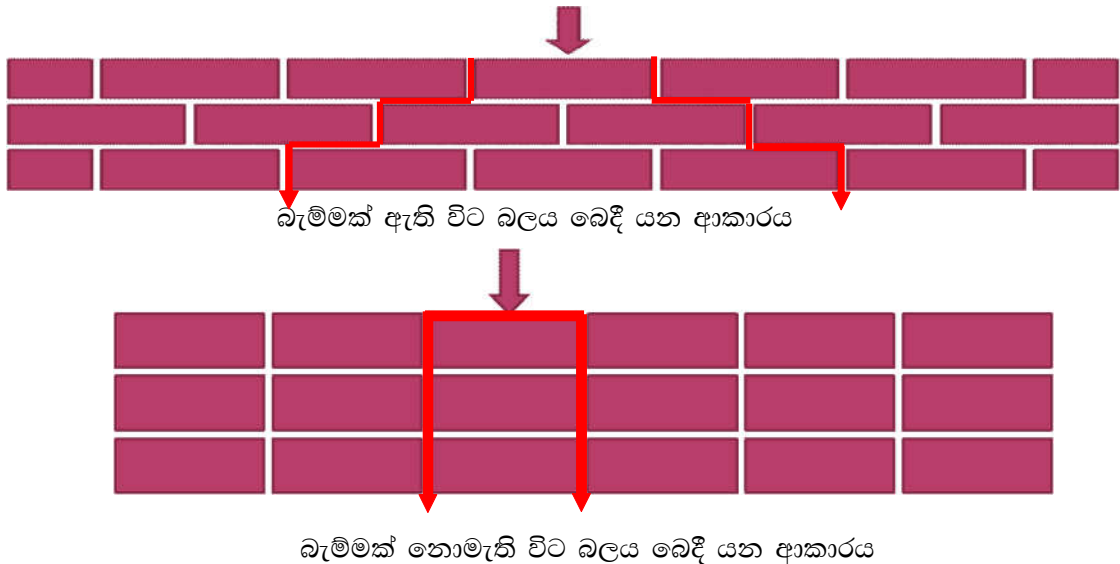 බැම්මක් ඇති විට බලය බෙදී යන ආකාරය
බැම්මක් නොමැති විට බලය බෙදී යන ආකාරය